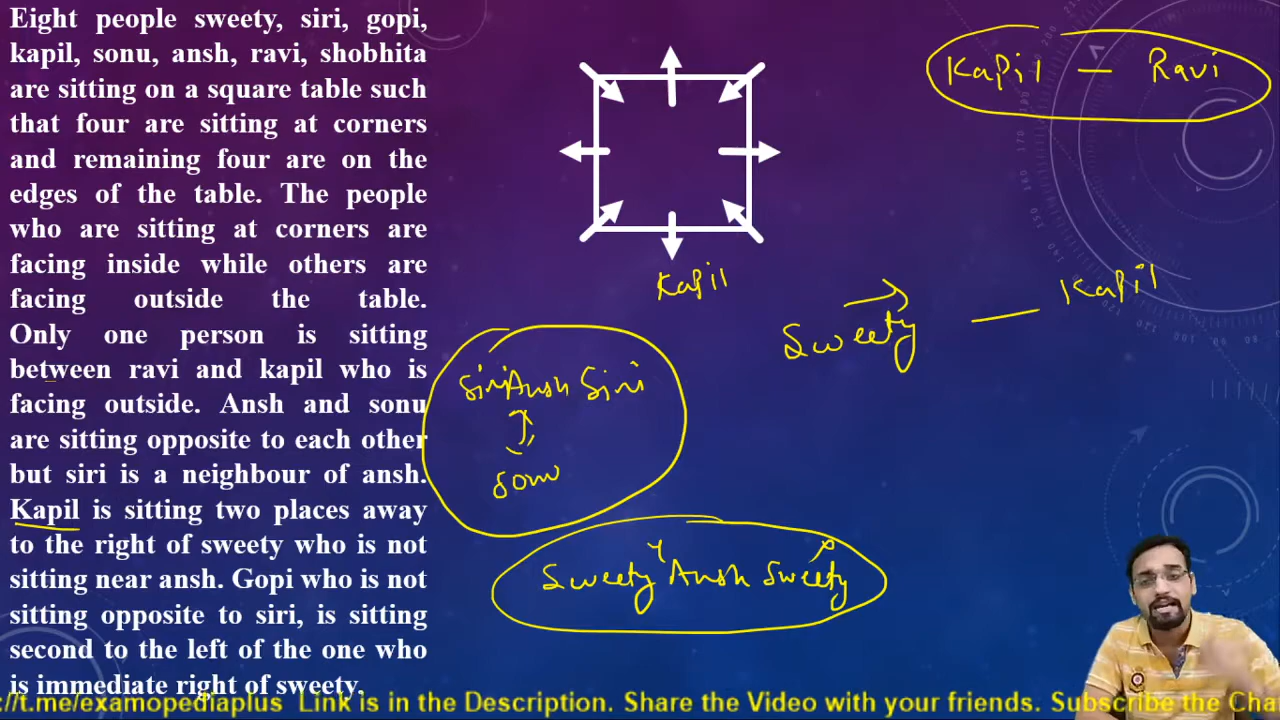 Eight people sweety, siri, gopi,
kapil, sonu, ansh, ravi, shobhita
are sitting on a square table such
that four are sitting at corners
and remaining four are on the
edges of the table. The people
who are sitting at corners are
facing inside while others are
facing outside the table.
Only one person is sitting
between ravi and kapil who is
facing outside. Ansh and sonu
are sitting opposite to each other
but siri is a neighbour of ansh.
Kapil is sitting two places away
to the right of sweety who is not
sitting near ansh. Gopi who is not
sitting opposite to siri, is sitting
second to the left of the one who
is immediate right of sweety.
Kapil — Ravi
Kapil
Sweety — Kapil
Siri Ansh Siri
Sonu
Sweety Ansh Sweety
://t.me/examopediaplus Link is in the Description. Share the Video with your friends. Subscribe the Cha